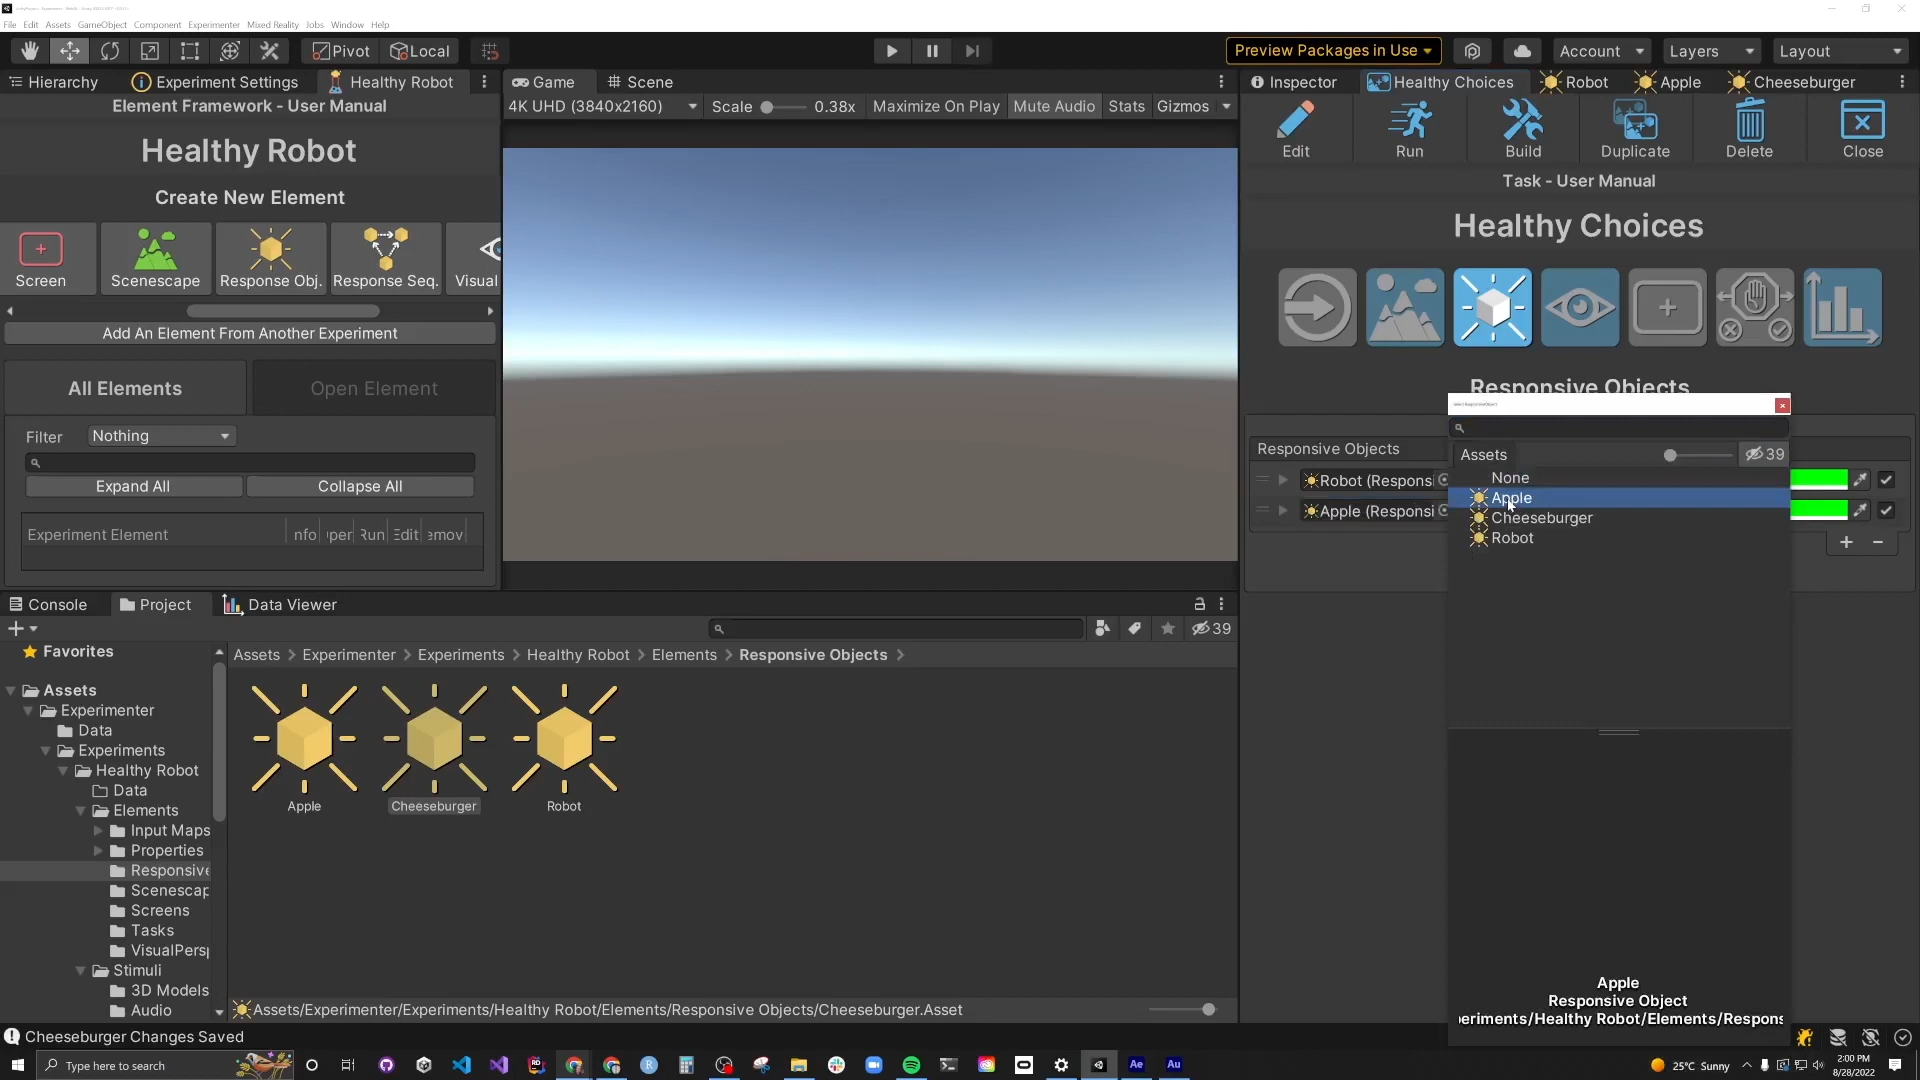 File Edit Assets GameObject Component Experimenter Mixed Reality Jobs Window Help
Pivot Local Preview Packages in Use Account Layers Layout
Hierarchy Experiment Settings Healthy Robot
Game Scene
Inspector Healthy Choices Robot Apple Cheeseburger
Element Framework - User Manual
4K UHD (3840x2160) Scale 0.38x Maximize On Play Mute Audio Stats Gizmos
Edit Run Build Duplicate Delete Close
Healthy Robot
Task - User Manual
Create New Element
Healthy Choices
Screen Scenescape Response Obj. Response Seq. Visual
Add An Element From Another Experiment
All Elements Open Element
Responsive Objects
Filter Nothing
Expand All Collapse All
Experiment Element nfo per Run Edit emov
Responsive Objects
Robot (Responsi
Apple (Responsi
Assets 39
None
Apple
Cheeseburger
Robot
+ −
Console Project Data Viewer
39
Favorites
Assets > Experimenter > Experiments > Healthy Robot > Elements > Responsive Objects >
Assets
Experimenter
Data
Experiments
Healthy Robot
Data
Elements
Input Maps
Properties
Responsive
Scenescap
Screens
Tasks
VisualPersp
Stimuli
3D Models
Audio
Apple Cheeseburger Robot
Assets/Experimenter/Experiments/Healthy Robot/Elements/Responsive Objects/Cheeseburger.Asset
Apple
Responsive Object
periments/Healthy Robot/Elements/Respons
Cheeseburger Changes Saved
Type here to search
Ae Au
25°C Sunny
2:00 PM
8/28/2022